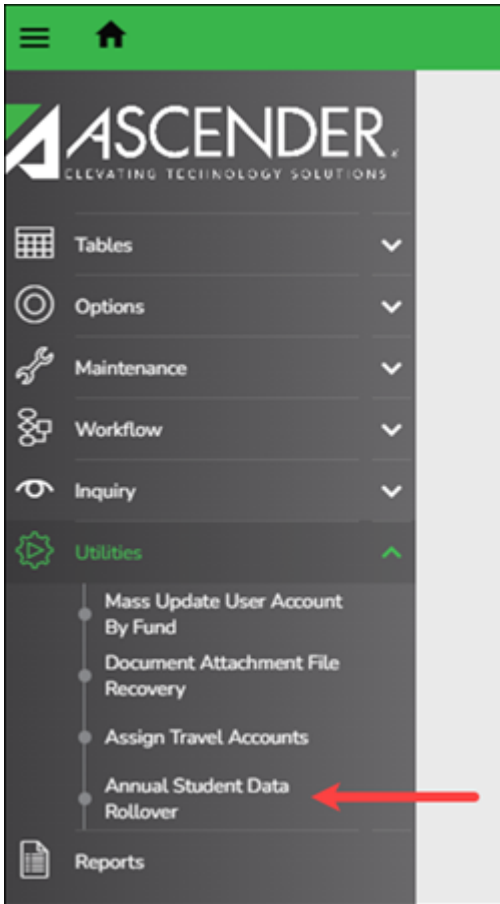 ASCENDER
ELEVATING TECHNOLOGY SOLUTIONS
Tables
Options
Maintenance
Workflow
Inquiry
Utilities
Mass Update User Account
By Fund
Document Attachment File
Recovery
Assign Travel Accounts
Annual Student Data
Rollover
Reports